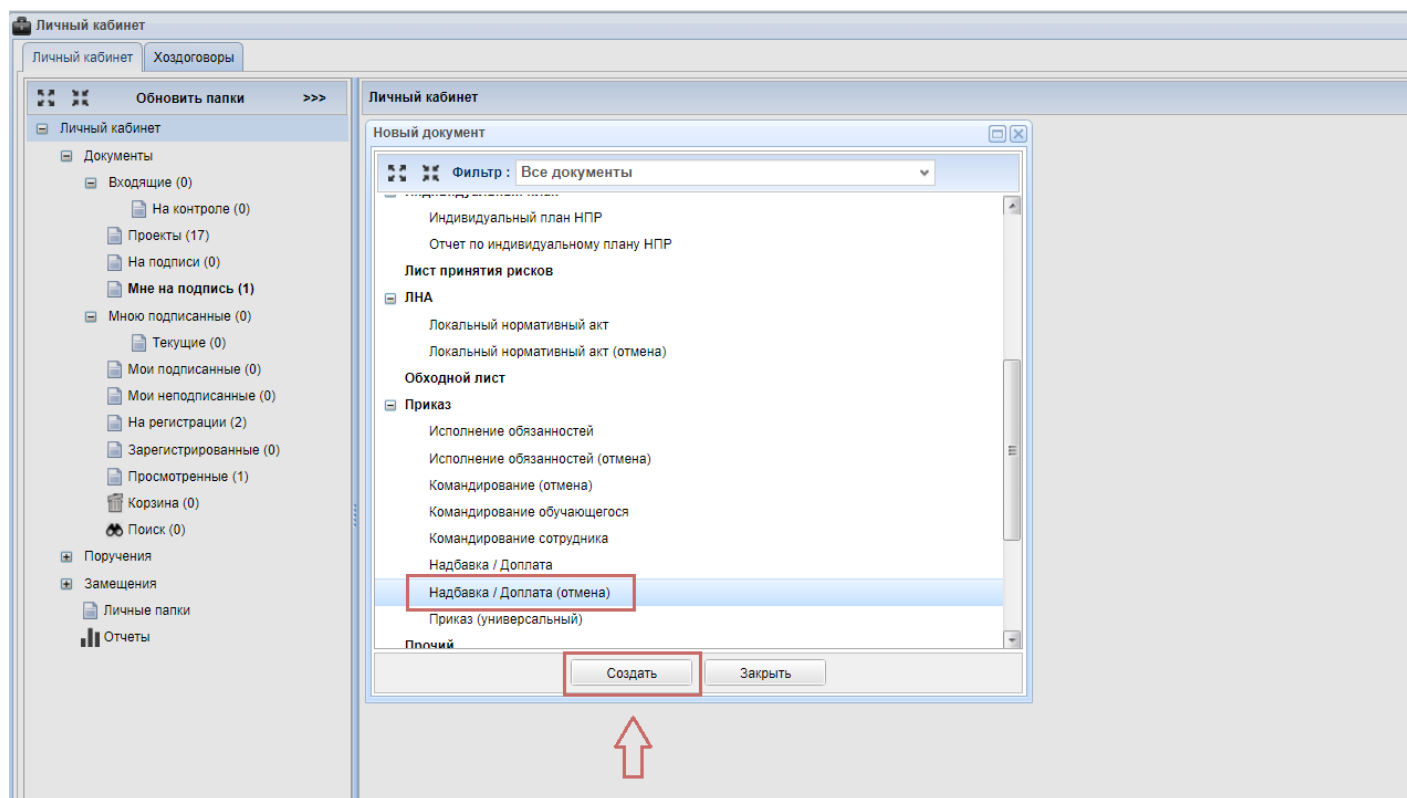 Личный кабинет
Личный кабинет Хоздоговоры
Обновить папки >>>
Личный кабинет
Документы
Входящие (0)
На контроле (0)
Проекты (17)
На подписи (0)
Мне на подпись (1)
Мною подписанные (0)
Текущие (0)
Мои подписанные (0)
Мои неподписанные (0)
На регистрации (2)
Зарегистрированные (0)
Просмотренные (1)
Корзина (0)
Поиск (0)
Поручения
Замещения
Личные папки
Отчеты
Личный кабинет
Новый документ
Фильтр : Все документы
Индивидуальный план НПР
Отчет по индивидуальному плану НПР
Лист принятия рисков
ЛНА
Локальный нормативный акт
Локальный нормативный акт (отмена)
Обходной лист
Приказ
Исполнение обязанностей
Исполнение обязанностей (отмена)
Командирование (отмена)
Командирование обучающегося
Командирование сотрудника
Надбавка / Доплата
Надбавка / Доплата (отмена)
Приказ (универсальный)
Прочий
Создать Закрыть